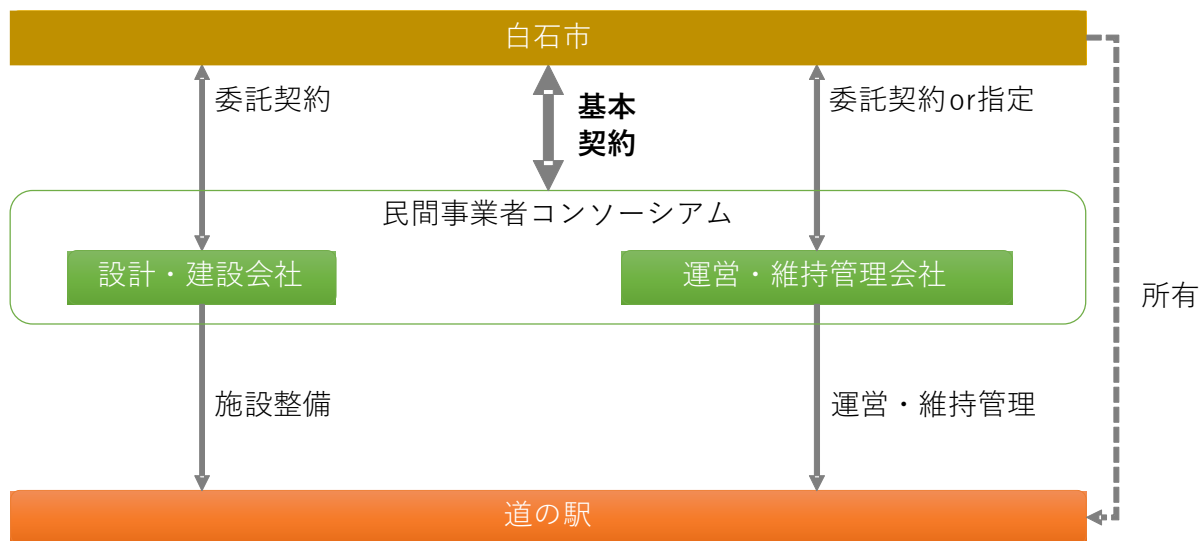 白石市
委託契約
基本
契約
委託契約or指定
民間事業者コンソーシアム
設計・建設会社
運営・維持管理会社
所有
施設整備
運営・維持管理
道の駅